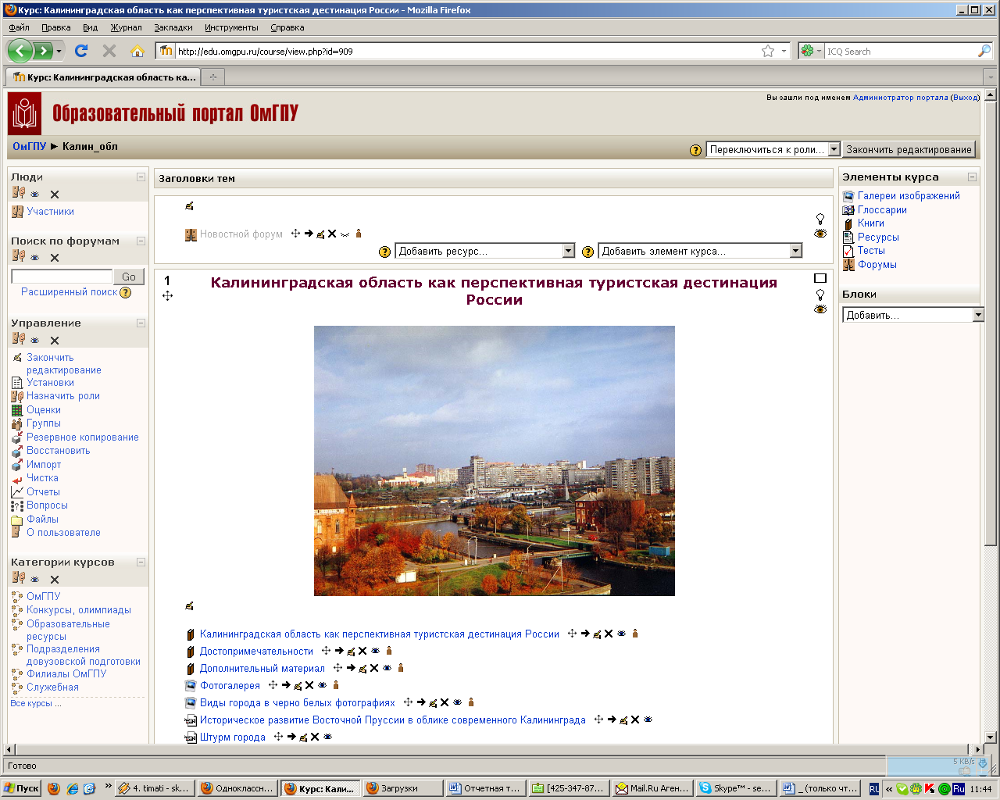 Курс: Калининградская область как перспективная туристская дестинация России - Mozilla Firefox
Файл Правка Вид Журнал Закладки Инструменты Справка
http://edu.omgpu.ru/course/view.php?id=909
ICQ Search
Курс: Калининградская область ка...
Вы зашли под именем Администратор портала (Выход)
Образовательный портал ОмГПУ
ОмГПУ ► Калин_обл
Переключиться к роли...
Закончить редактирование
Люди
Участники
Поиск по форумам
Go
Расширенный поиск
Управление
Закончить
редактирование
Установки
Назначить роли
Оценки
Группы
Резервное копирование
Восстановить
Импорт
Чистка
Отчеты
Вопросы
Файлы
О пользователе
Категории курсов
ОмГПУ
Конкурсы, олимпиады
Образовательные
ресурсы
Подразделения
довузовской подготовки
Филиалы ОмГПУ
Служебная
Все курсы ...
Заголовки тем
Новостной форум
Добавить ресурс...
Добавить элемент курса...
1
Калининградская область как перспективная туристская дестинация
России
Калининградская область как перспективная туристская дестинация России
Достопримечательности
Дополнительный материал
Фотогалерея
Виды города в черно белых фотографиях
Историческое развитие Восточной Пруссии в облике современного Калининграда
Штурм города
Элементы курса
Галереи изображений
Глоссарии
Книги
Ресурсы
Тесты
Форумы
Блоки
Добавить...
Готово
5 KB/s
Пуск
4. timati - sk...
Одноклассн...
Курс: Кали...
Загрузки
Отчетная т...
[425-347-87...
Mail.Ru Аген...
Skype™ - se...
_ (только чт...
RU
Ru
11:44